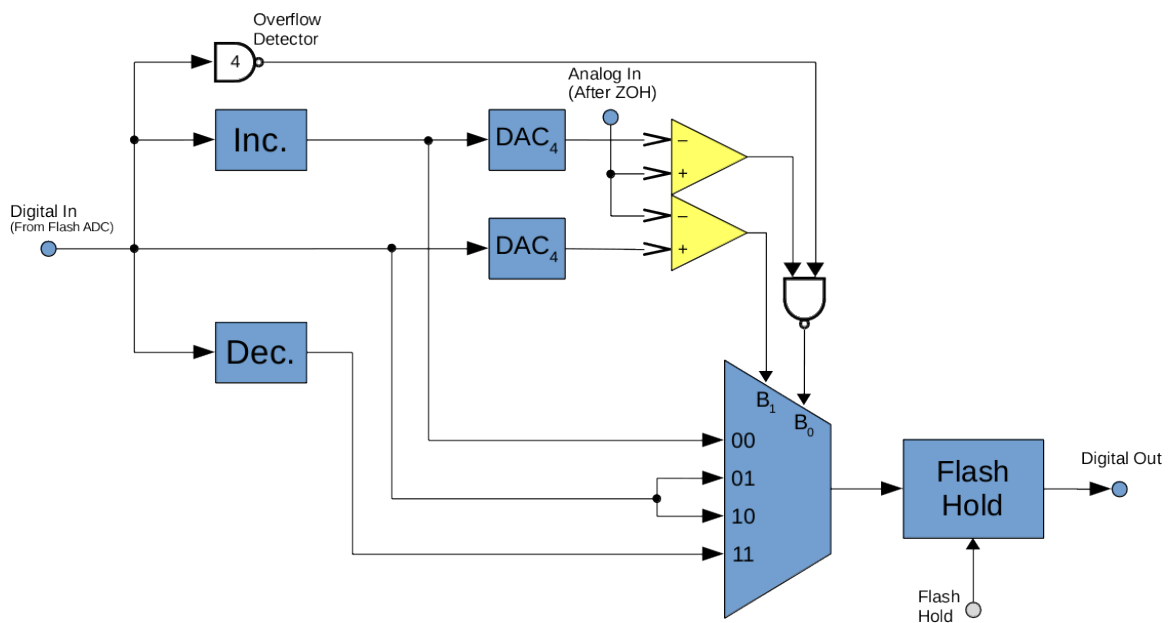 Overflow
Detector
4
Analog In
(After ZOH)
Inc.
DAC4
−
+
Digital In
(From Flash ADC)
DAC4
−
+
Dec.
B1
B0
00
01
10
11
Flash
Hold
Digital Out
Flash
Hold